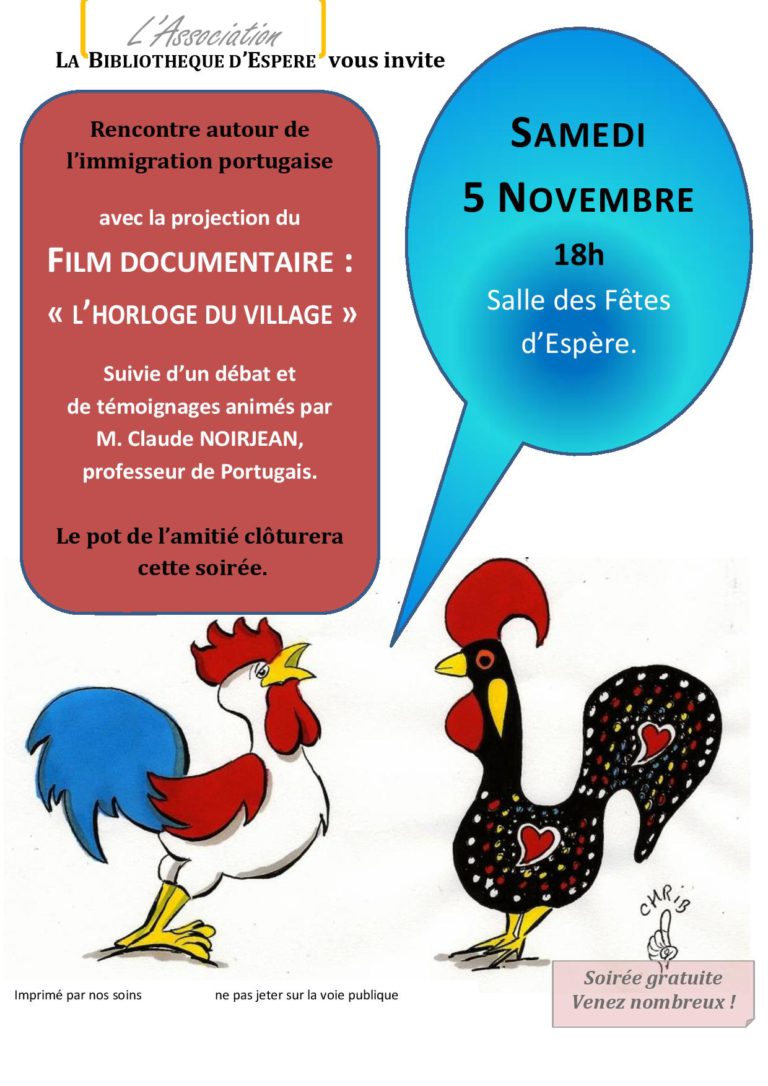 L'Association
LA BIBLIOTHEQUE D'ESPERE vous invite
Rencontre autour de
l'immigration portugaise
avec la projection du
FILM DOCUMENTAIRE :
« L'HORLOGE DU VILLAGE »
Suivie d'un débat et
de témoignages animés par
M. Claude NOIRJEAN,
professeur de Portugais.
Le pot de l'amitié clôturera
cette soirée.
SAMEDI
5 NOVEMBRE
18h
Salle des Fêtes
d'Espère.
CHRIB
Soirée gratuite
Venez nombreux !
Imprimé par nos soins ne pas jeter sur la voie publique